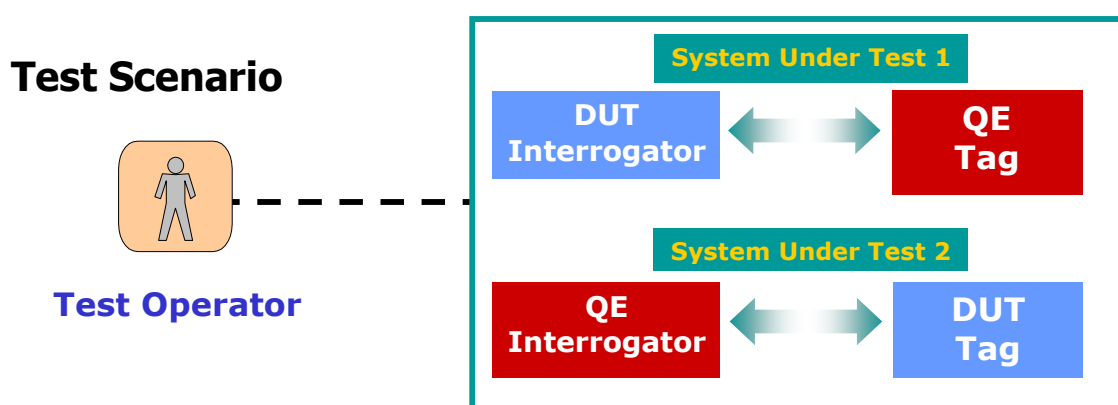 Test Scenario
Test Operator
System Under Test 1
DUT
Interrogator
QE
Tag
System Under Test 2
QE
Interrogator
DUT
Tag